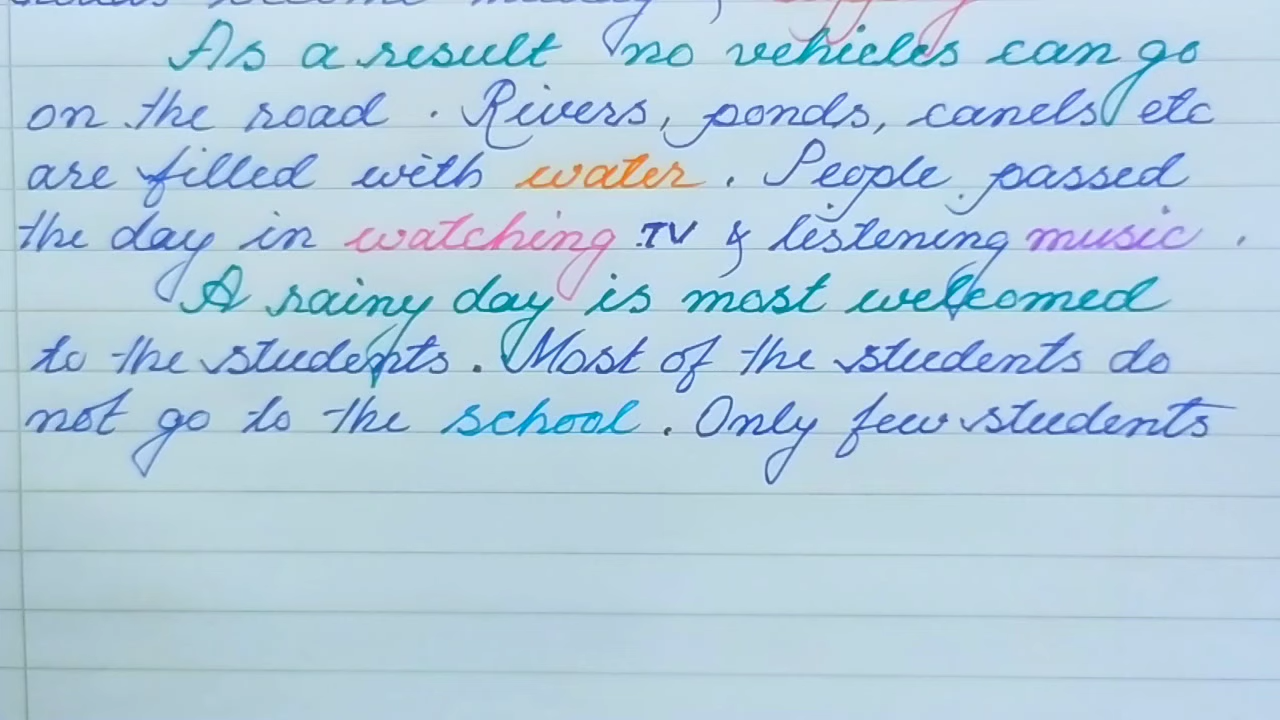 As a result no vehicles can go
on the road . Rivers, ponds, canels etc
are filled with water . People passed
the day in watching TV & listening music .
A rainy day is most welcomed
to the students . Most of the students do
not go to the school . Only few students